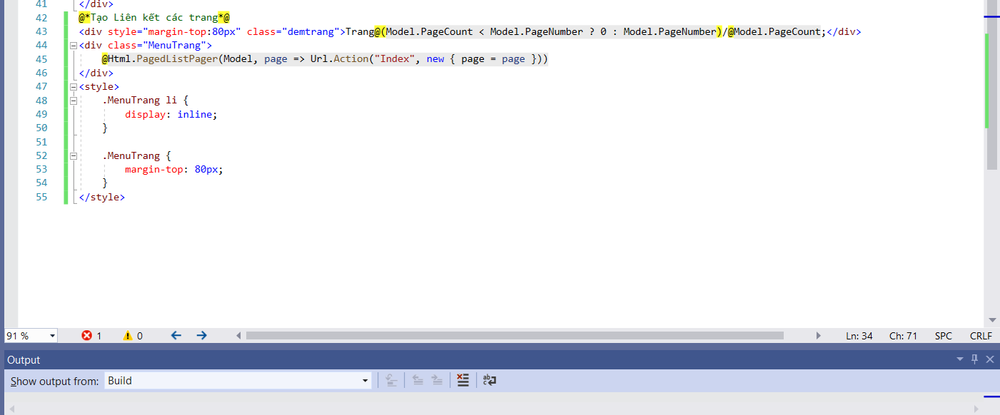 41 </div>
42 @*Tạo Liên kết các trang*@
43 <div style="margin-top:80px" class="demtrang">Trang@(Model.PageCount < Model.PageNumber ? 0 : Model.PageNumber)/@Model.PageCount;</div>
44 <div class="MenuTrang">
45 @Html.PagedListPager(Model, page => Url.Action("Index", new { page = page }))
46 </div>
47 <style>
48 .MenuTrang li {
49 display: inline;
50 }
51
52 .MenuTrang {
53 margin-top: 80px;
54 }
55 </style>
91 % 1 0 Ln: 34 Ch: 71 SPC CRLF
Output
Show output from: Build